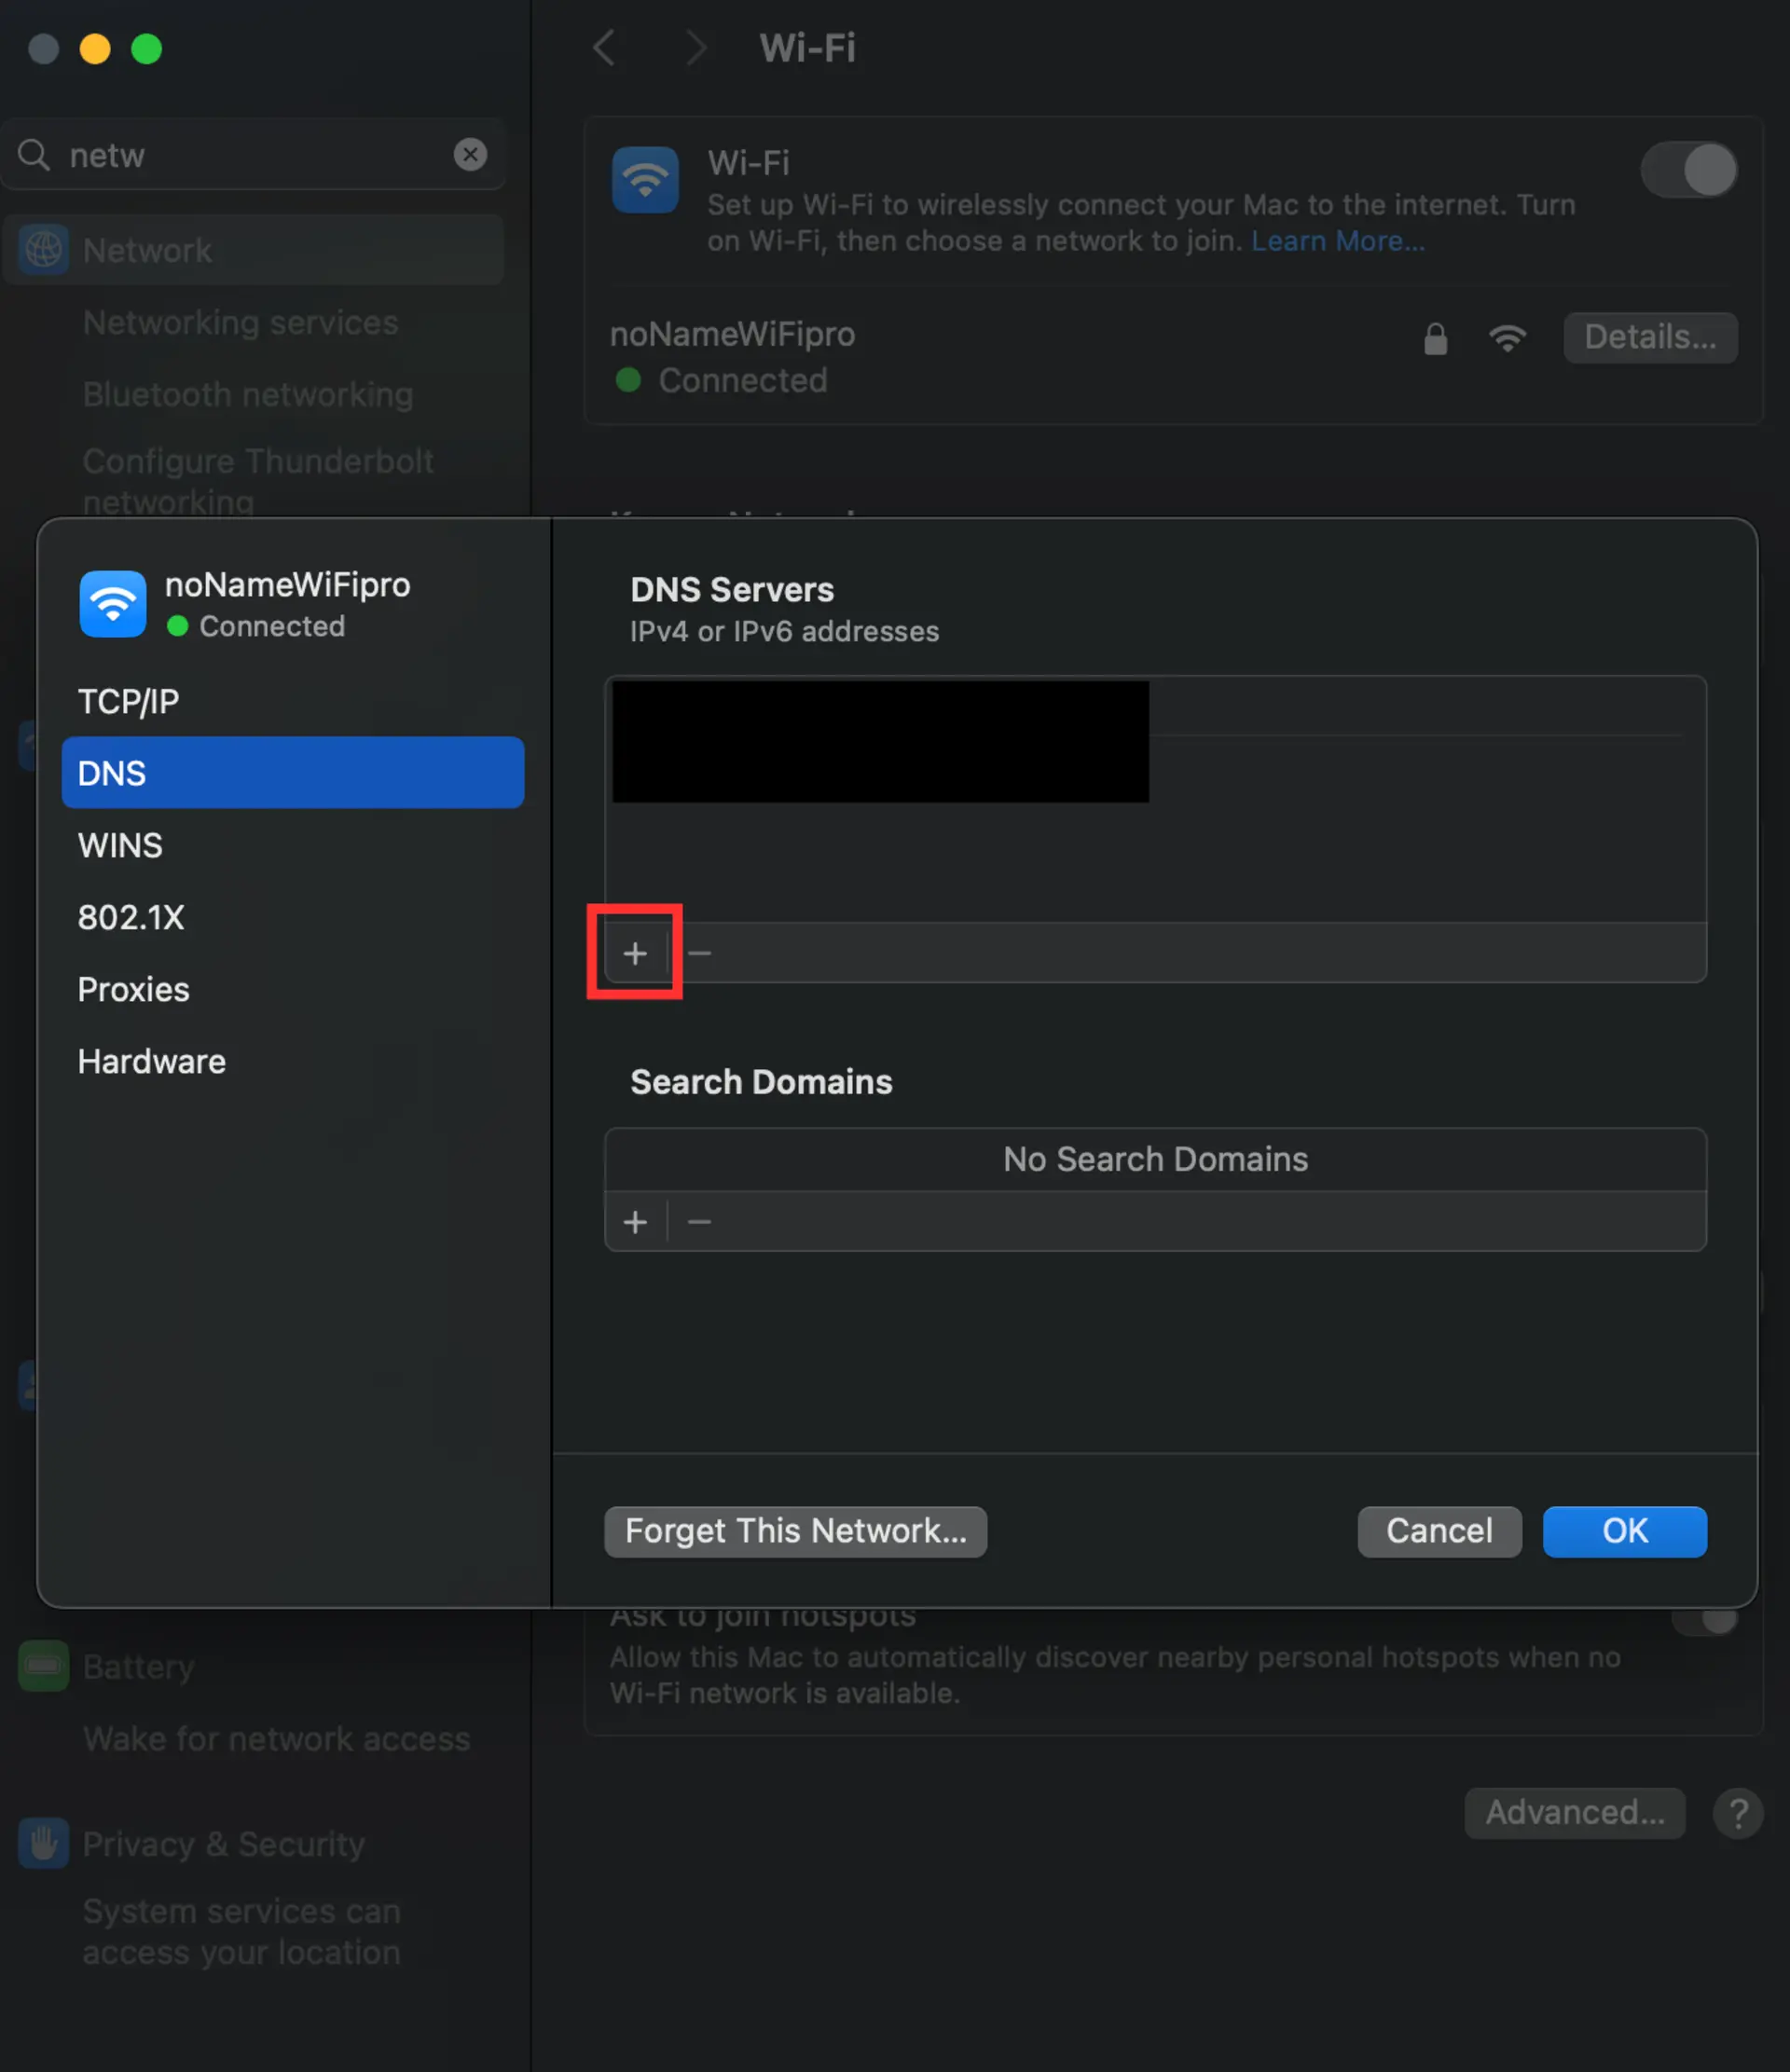 Wi-Fi
netw
Wi-Fi
Set up Wi-Fi to wirelessly connect your Mac to the internet. Turn
on Wi-Fi, then choose a network to join. Learn More...
Network
Networking services
Bluetooth networking
Configure Thunderbolt
networking
noNameWiFipro
Connected
Details...
noNameWiFipro
Connected
TCP/IP
DNS
WINS
802.1X
Proxies
Hardware
DNS Servers
IPv4 or IPv6 addresses
+
−
Search Domains
No Search Domains
+
−
Forget This Network...
Cancel
OK
Ask to join hotspots
Allow this Mac to automatically discover nearby personal hotspots when no
Wi-Fi network is available.
Battery
Wake for network access
Advanced...
?
Privacy & Security
System services can
access your location